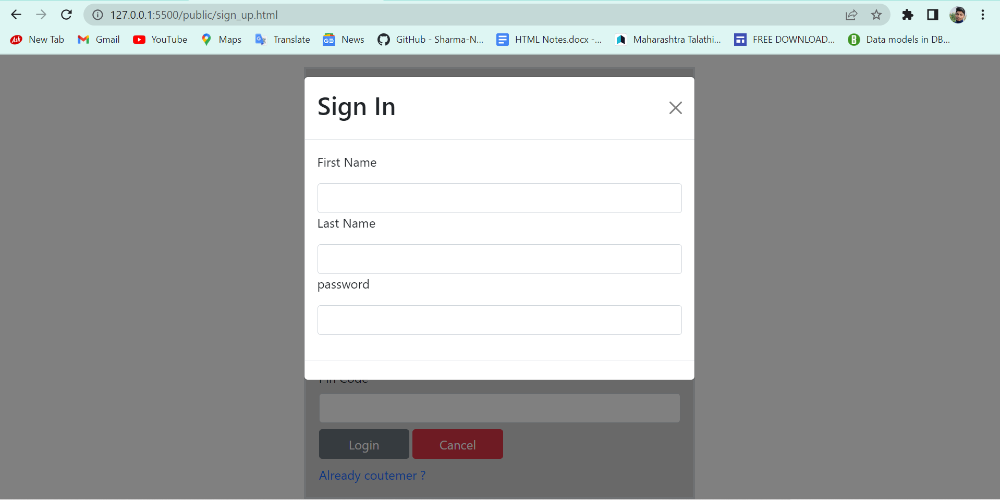 127.0.0.1:5500/public/sign_up.html
Ask New Tab Gmail YouTube Maps Translate News GitHub - Sharma-N... HTML Notes.docx -... Maharashtra Talathi... FREE DOWNLOAD... Data models in DB...
Sign In
First Name
Last Name
password
Pin Code
Login Cancel
Already coutemer ?